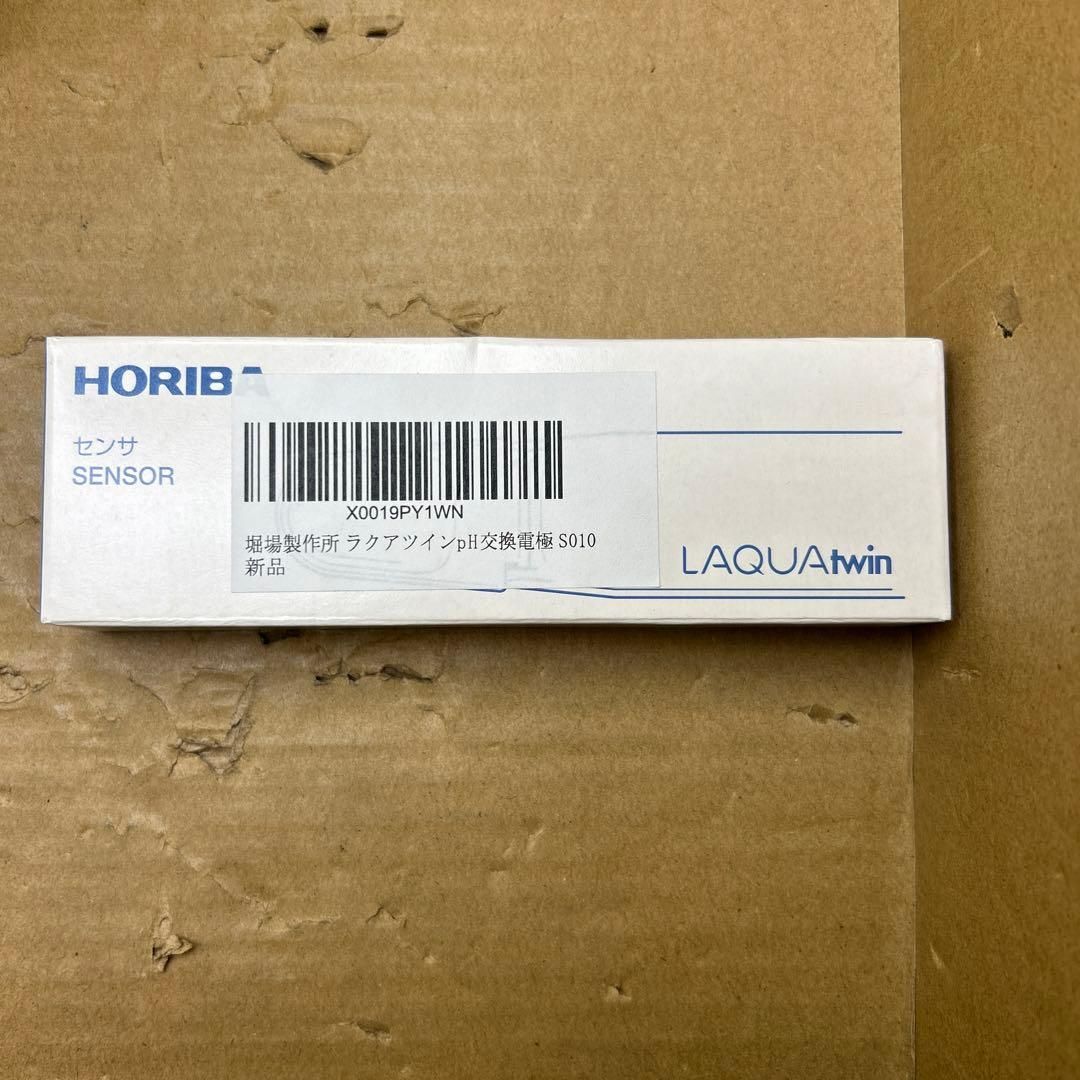 HORIBA
センサ
SENSOR
X0019PY1WN
堀場製作所 ラクアツインpH交換電極 S010
新品
LAQUAtwin